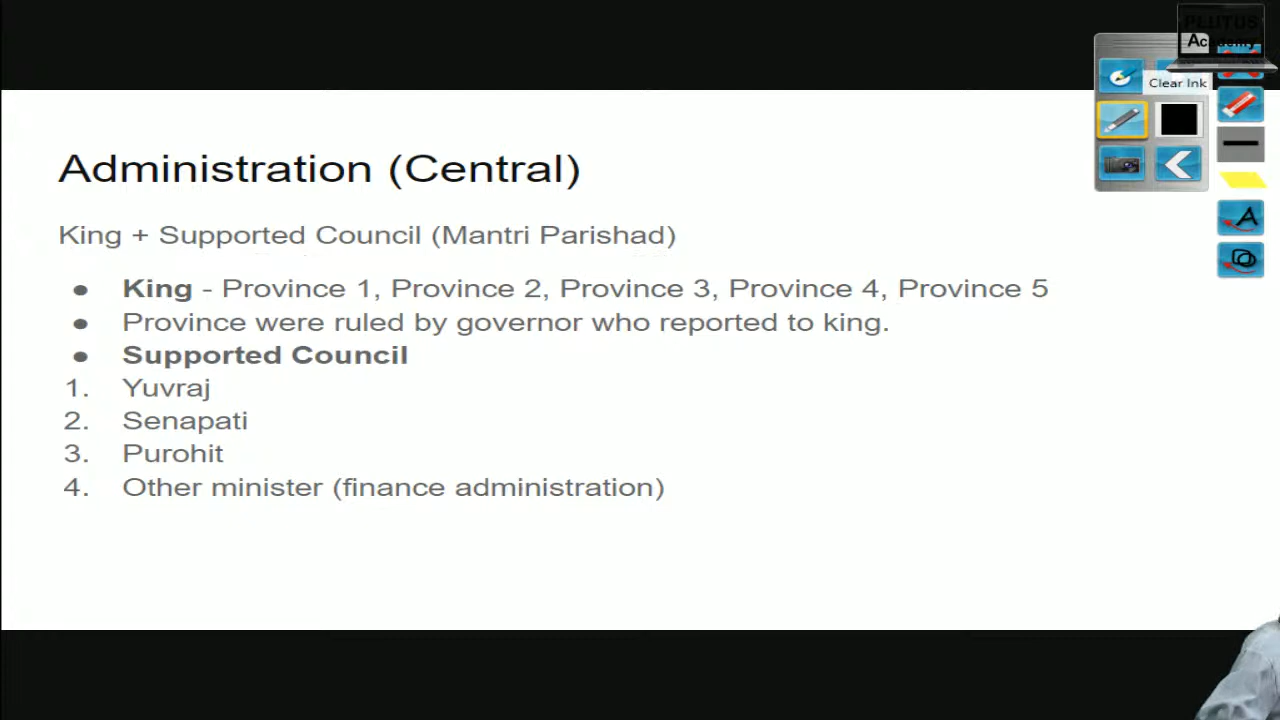 PLUTUS
Academy
Clear Ink
Administration (Central)
King + Supported Council (Mantri Parishad)
● King - Province 1, Province 2, Province 3, Province 4, Province 5
● Province were ruled by governor who reported to king.
● Supported Council
1. Yuvraj
2. Senapati
3. Purohit
4. Other minister (finance administration)